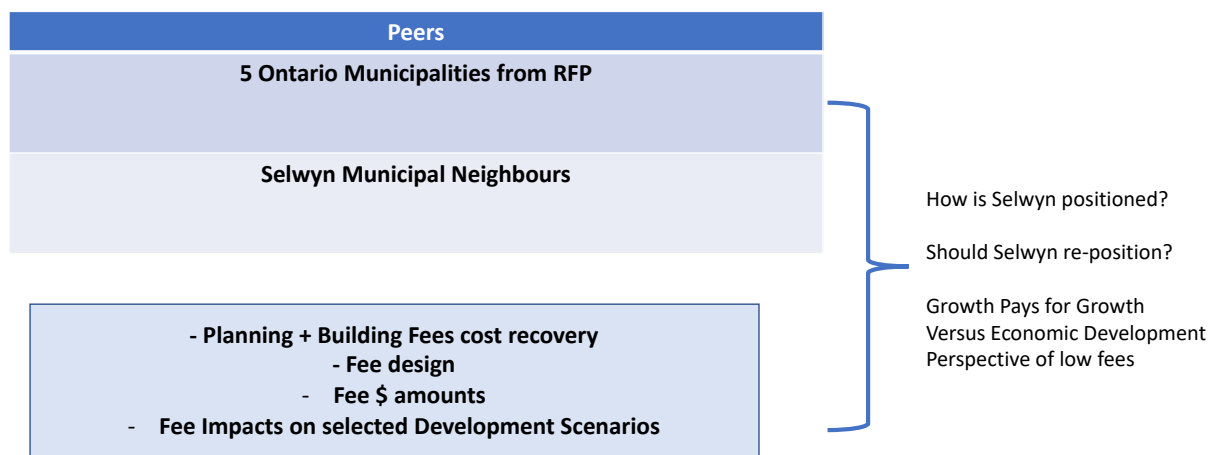 Peers
5 Ontario Municipalities from RFP
Selwyn Municipal Neighbours
How is Selwyn positioned?
Should Selwyn re-position?
Growth Pays for Growth
Versus Economic Development
Perspective of low fees
- Planning + Building Fees cost recovery
- Fee design
- Fee $ amounts
- Fee Impacts on selected Development Scenarios